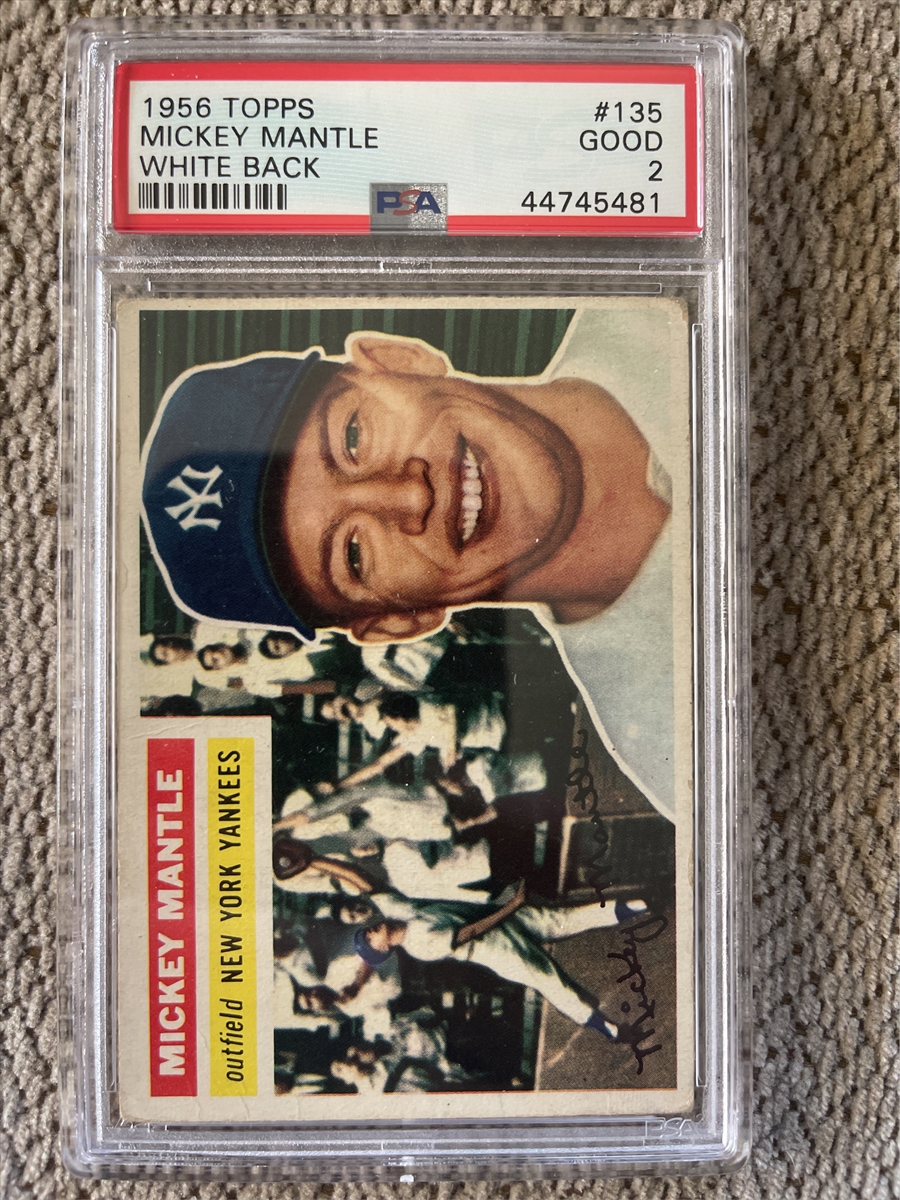 1956 TOPPS #135
MICKEY MANTLE GOOD
WHITE BACK 2
PSA 44745481
NY
MICKEY MANTLE
outfield NEW YORK YANKEES
Mickey Mantle
PSA